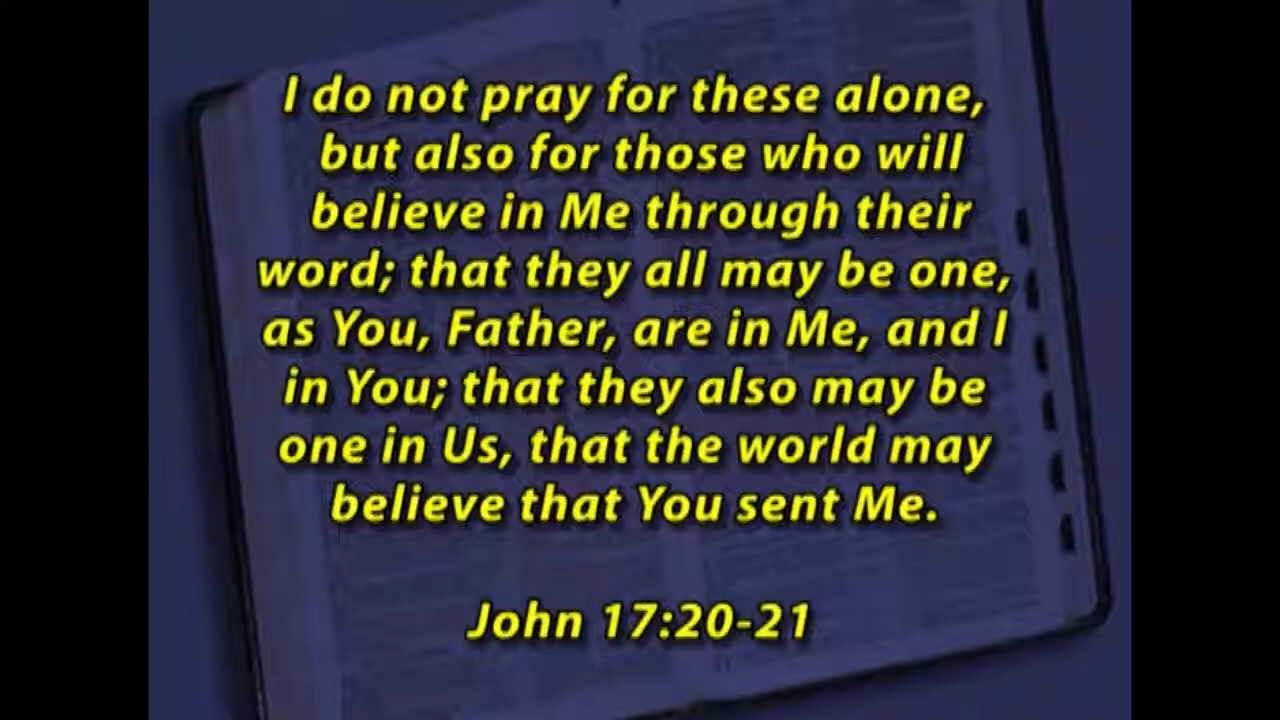 I do not pray for these alone,
but also for those who will
believe in Me through their
word; that they all may be one,
as You, Father, are in Me, and I
in You; that they also may be
one in Us, that the world may
believe that You sent Me.
John 17:20-21